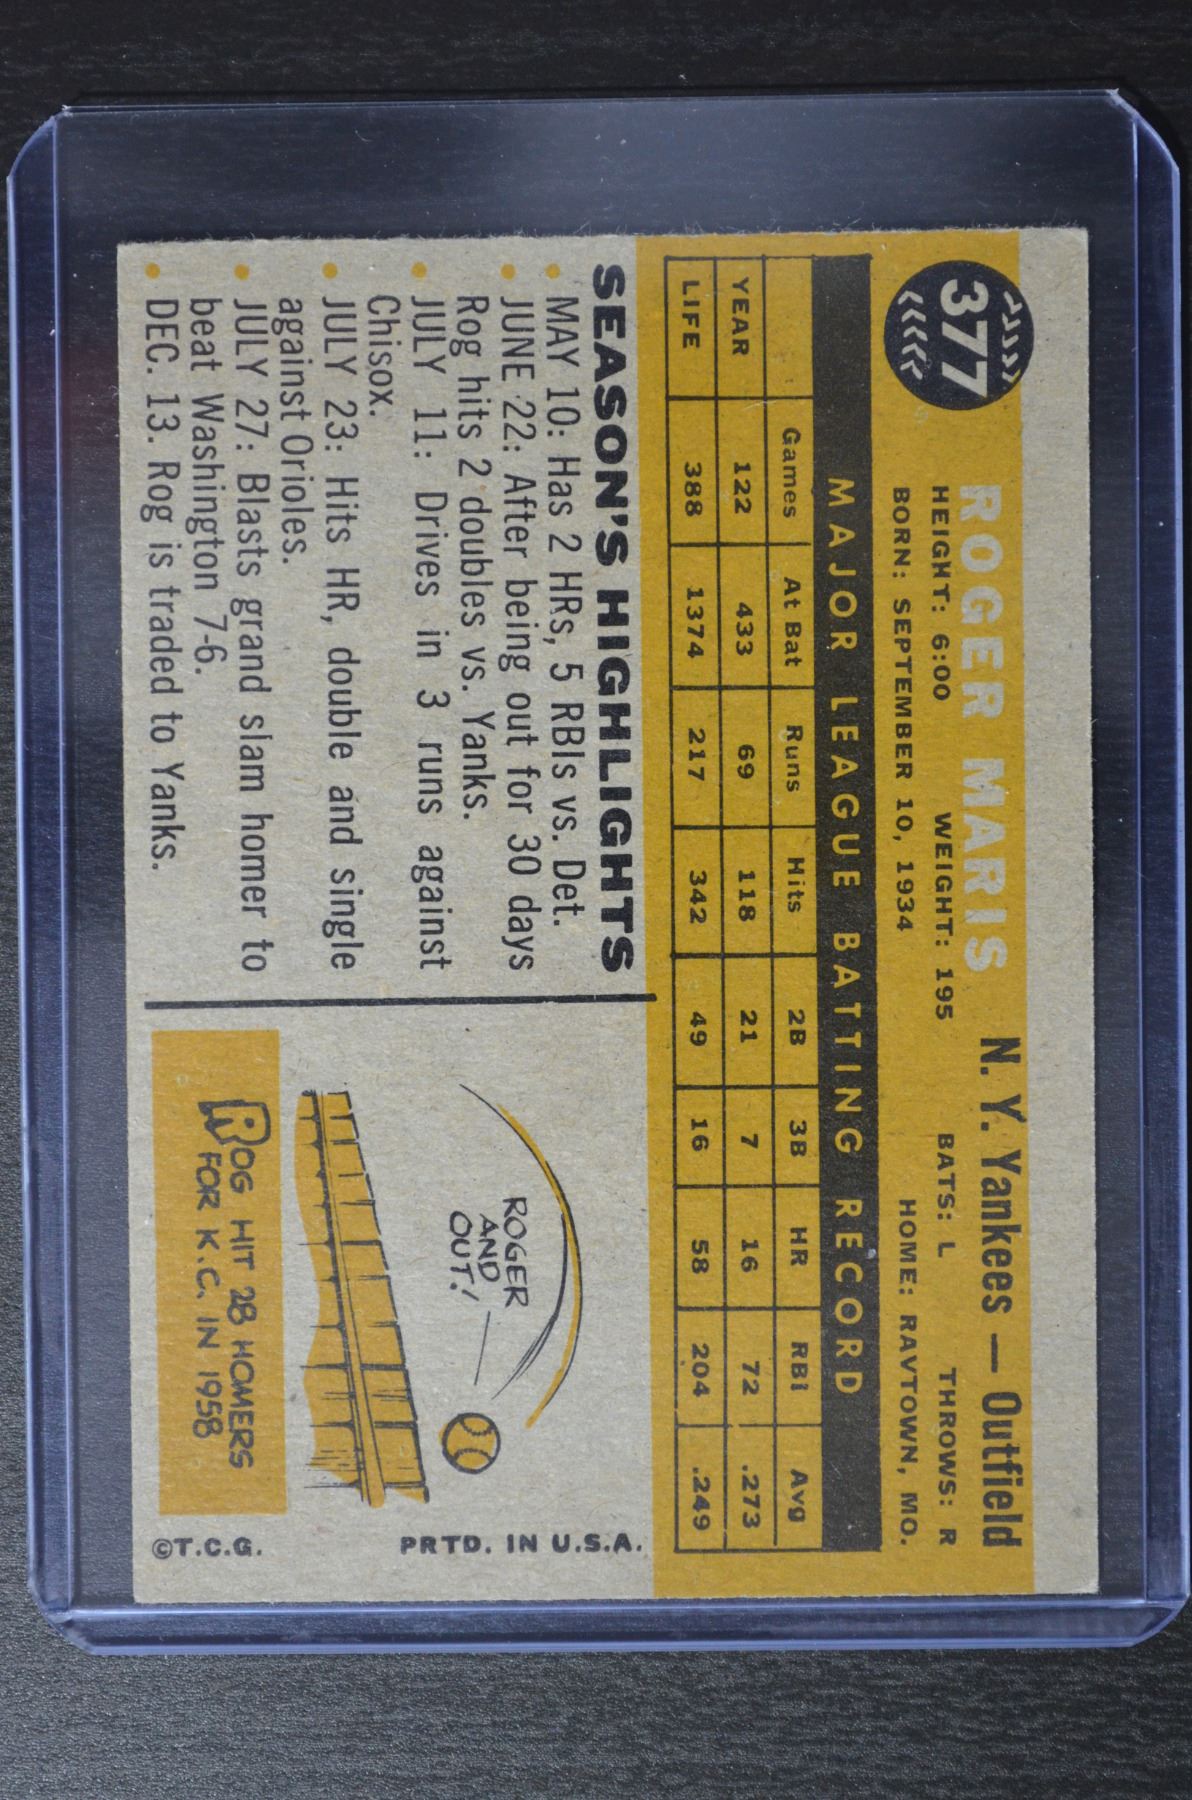 377
ROGER MARIS
N. Y. Yankees — Outfield
HEIGHT: 6:00 WEIGHT: 195 BATS: L THROWS: R
BORN: SEPTEMBER 10, 1934 HOME: RAYTOWN, MO.
MAJOR LEAGUE BATTING RECORD
Games At Bat Runs Hits 2B 3B HR RBI Avg
YEAR 122 433 69 118 21 7 16 72 .273
LIFE 388 1374 217 342 49 16 58 204 .249
SEASON'S HIGHLIGHTS
• MAY 10: Has 2 HRs, 5 RBIs vs. Det.
• JUNE 22: After being out for 30 days
Rog hits 2 doubles vs. Yanks.
• JULY 11: Drives in 3 runs against
Chisox.
• JULY 23: Hits HR, double and single
against Orioles.
• JULY 27: Blasts grand slam homer to
beat Washington 7-6.
• DEC. 13. Rog is traded to Yanks.
ROGER
AND
OUT!
ROG HIT 28 HOMERS
FOR K.C. IN 1958
©T.C.G. PRTD. IN U.S.A.